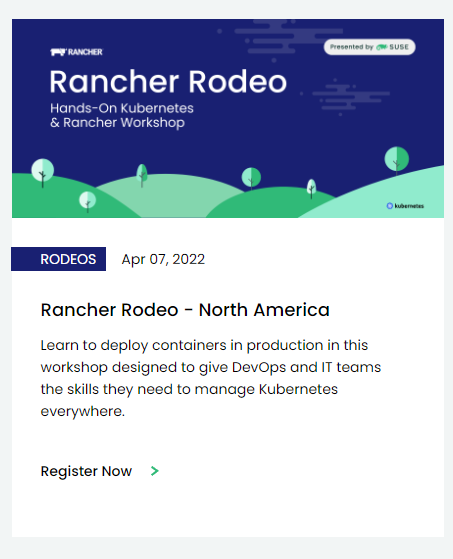 RANCHER
Presented by SUSE
Rancher Rodeo
Hands-On Kubernetes
& Rancher Workshop
kubernetes
RODEOS Apr 07, 2022
Rancher Rodeo - North America
Learn to deploy containers in production in this
workshop designed to give DevOps and IT teams
the skills they need to manage Kubernetes
everywhere.
Register Now >